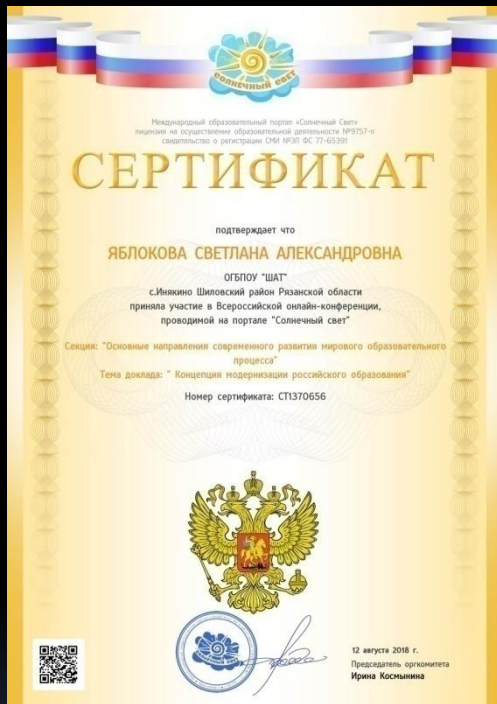 СОЛНЕЧНЫЙ СВЕТ
Международный образовательный портал «Солнечный Свет»
лицензия на осуществление образовательной деятельности №9757-л
свидетельство о регистрации СМИ №ЭЛ ФС 77-65391
СЕРТИФИКАТ
подтверждает что
ЯБЛОКОВА СВЕТЛАНА АЛЕКСАНДРОВНА
ОГБПОУ "ШАТ"
с.Инякино Шиловский район Рязанской области
приняла участие в Всероссийской онлайн-конференции,
проводимой на портале "Солнечный свет"
Секция: "Основные направления современного развития мирового образовательного
процесса"
Тема доклада: " Концепция модернизации российского образования"
Номер сертификата: СТ1370656
12 августа 2018 г.
Председатель оргкомитета
Ирина Космынина